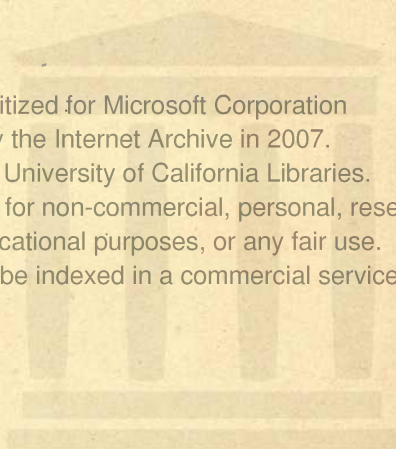 itized for Microsoft Corporation
y the Internet Archive in 2007.
University of California Libraries.
for non-commercial, personal, rese
cational purposes, or any fair use.
be indexed in a commercial service